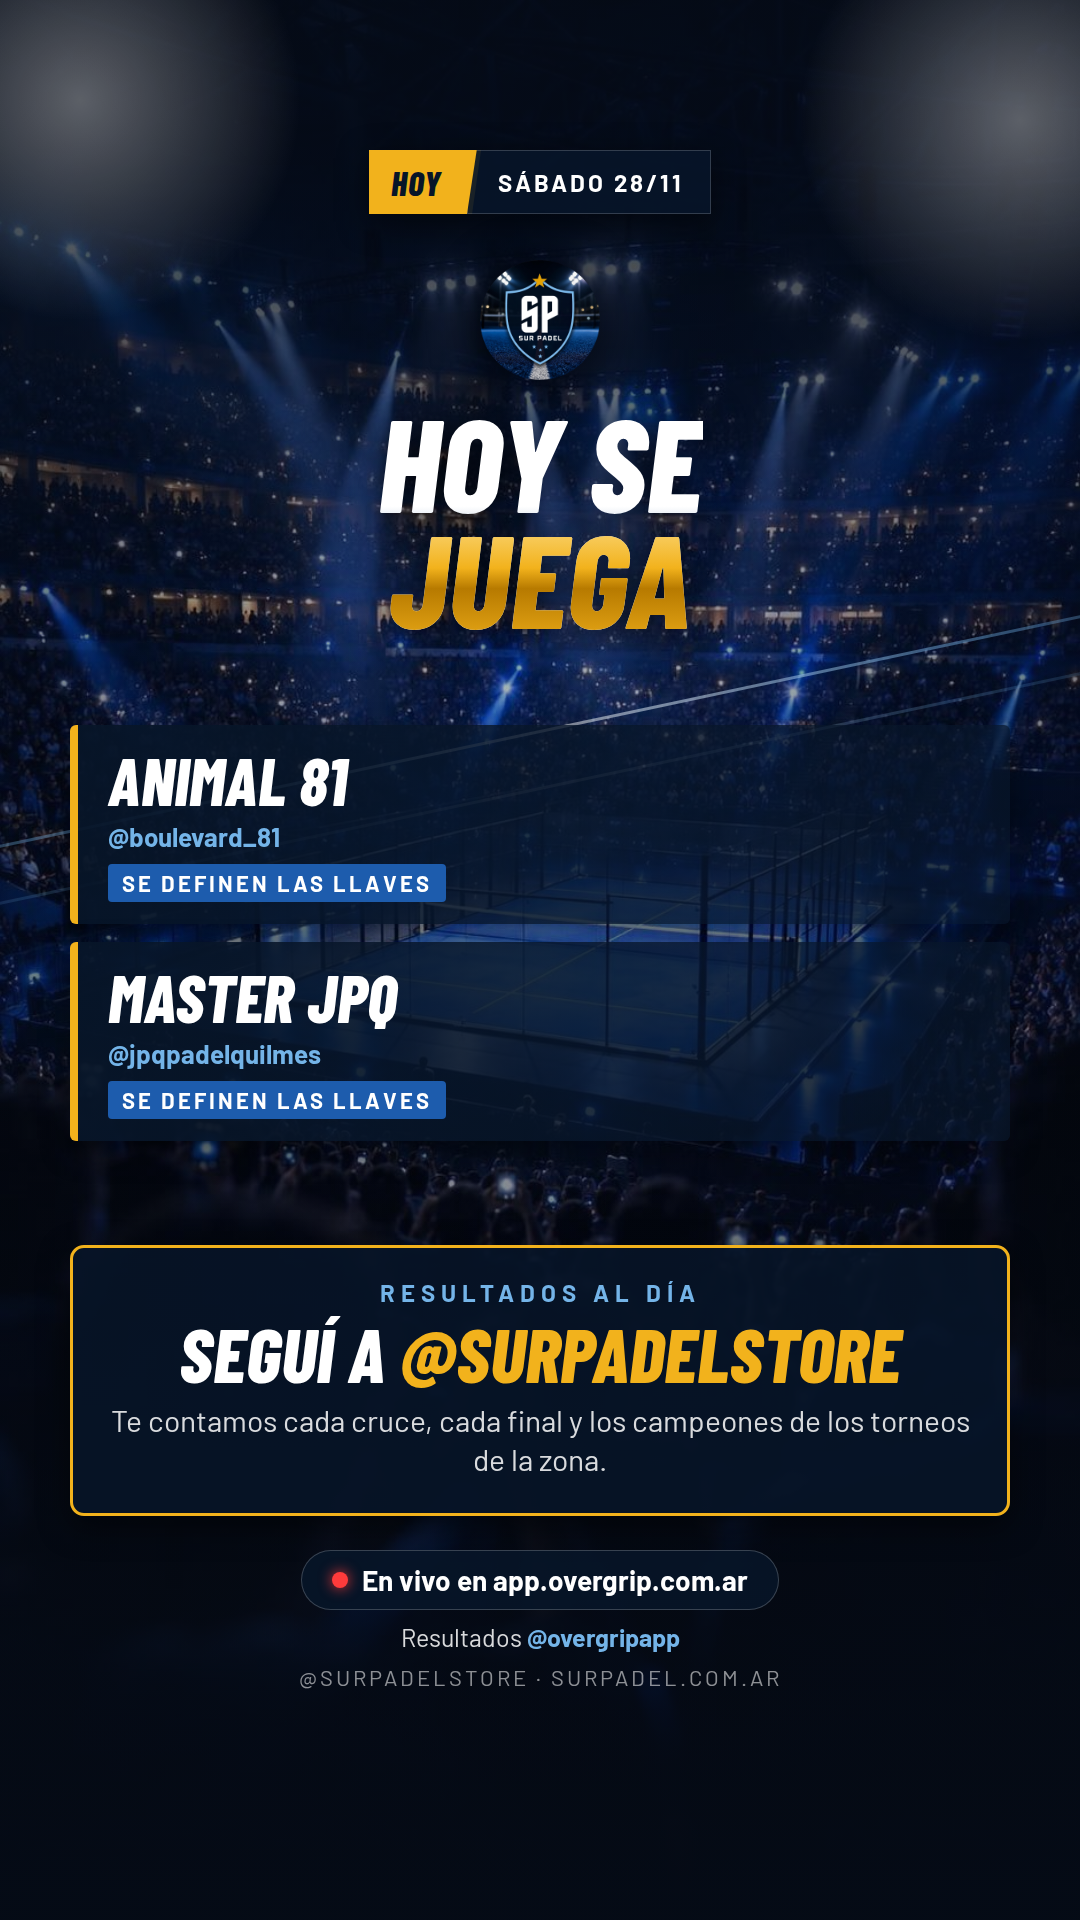 HOY
SÁBADO 28/11
SP
SUR PADEL
HOY SE
JUEGA
ANIMAL 81
@boulevard_81
SE DEFINEN LAS LLAVES
MASTER JPQ
@jpqpadelquilmes
SE DEFINEN LAS LLAVES
RESULTADOS AL DÍA
SEGUÍ A @SURPADELSTORE
Te contamos cada cruce, cada final y los campeones de los torneos
de la zona.
En vivo en app.overgrip.com.ar
Resultados @overgripapp
@SURPADELSTORE · SURPADEL.COM.AR